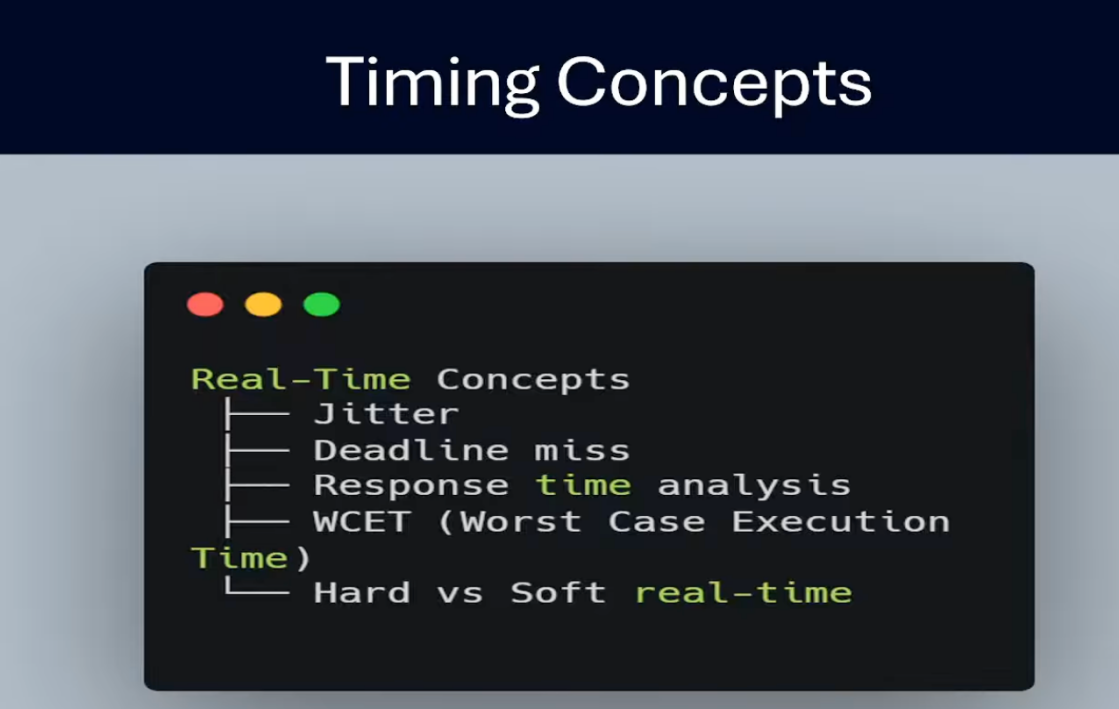 Timing Concepts
Real-Time Concepts
├── Jitter
├── Deadline miss
├── Response time analysis
├── WCET (Worst Case Execution
Time)
└── Hard vs Soft real-time